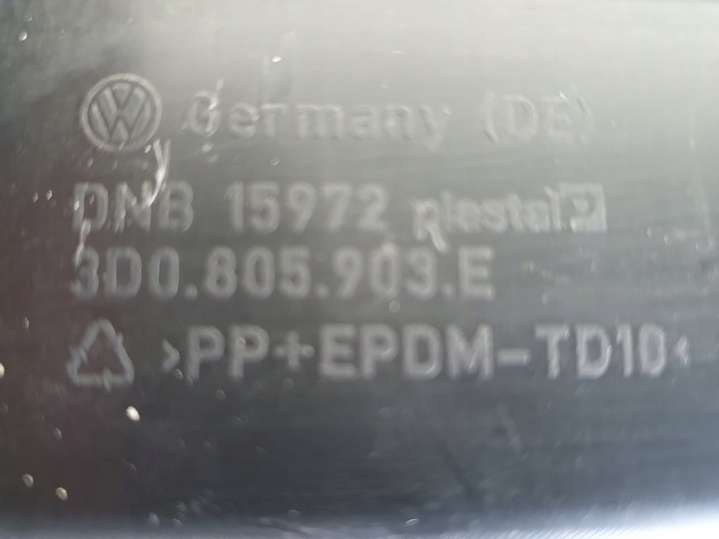 Germany (DE)
DNB 15972 plastal
3D0.805.903.E
>PP+EPDM-TD10<